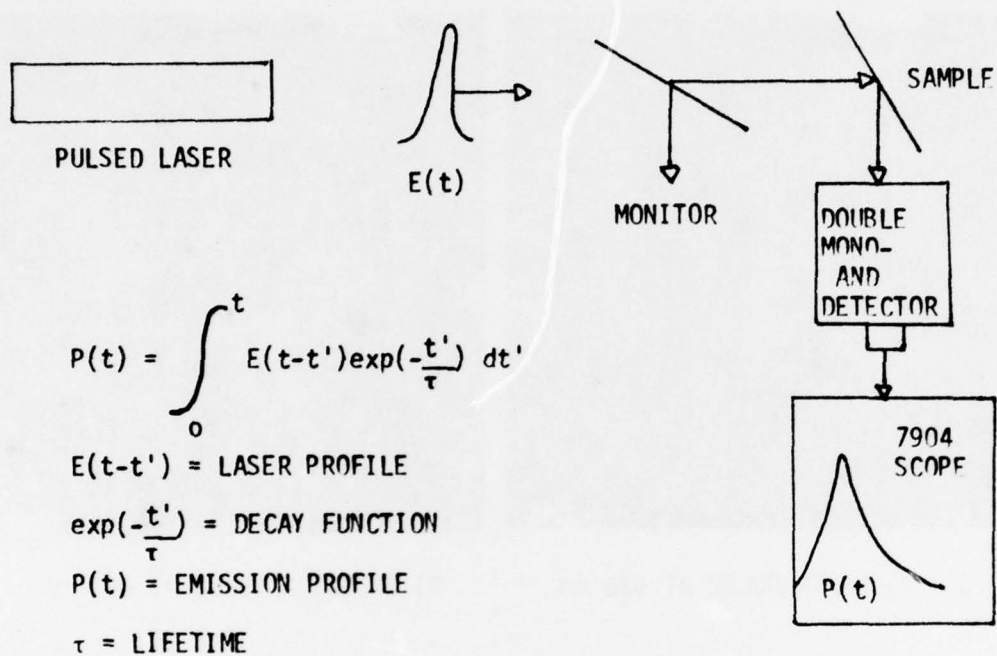 PULSED LASER
E(t)
MONITOR
SAMPLE
DOUBLE
MONO-
AND
DETECTOR
7904
SCOPE
P(t)
P(t) = ∫₀ᵗ E(t-t')exp(-t'/τ) dt'
E(t-t') = LASER PROFILE
exp(-t'/τ) = DECAY FUNCTION
P(t) = EMISSION PROFILE
τ = LIFETIME